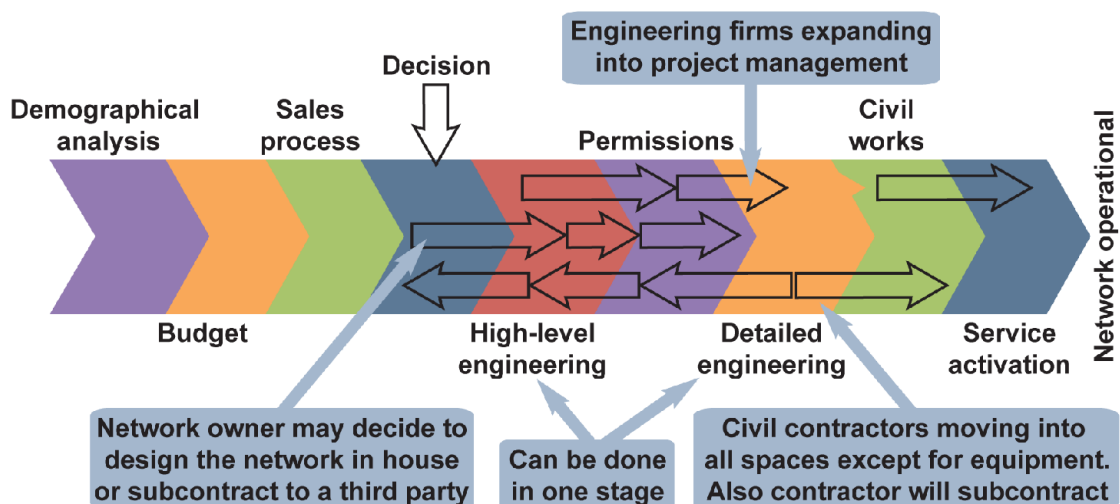 Engineering firms expanding
into project management
Decision
Demographical
analysis
Sales
process
Permissions
Civil
works
Network operational
Budget
High-level
engineering
Detailed
engineering
Service
activation
Network owner may decide to
design the network in house
or subcontract to a third party
Can be done
in one stage
Civil contractors moving into
all spaces except for equipment.
Also contractor will subcontract